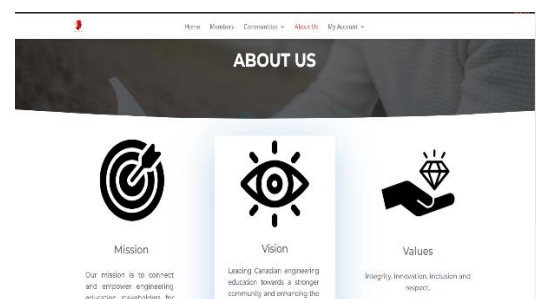 Home Members Communities About Us My Account
ABOUT US
Mission
Our mission is to connect
and empower engineering
education stakeholders for
Vision
Leading Canadian engineering
education towards a stronger
community and enhancing the
Values
Integrity, innovation, inclusion and
respect.